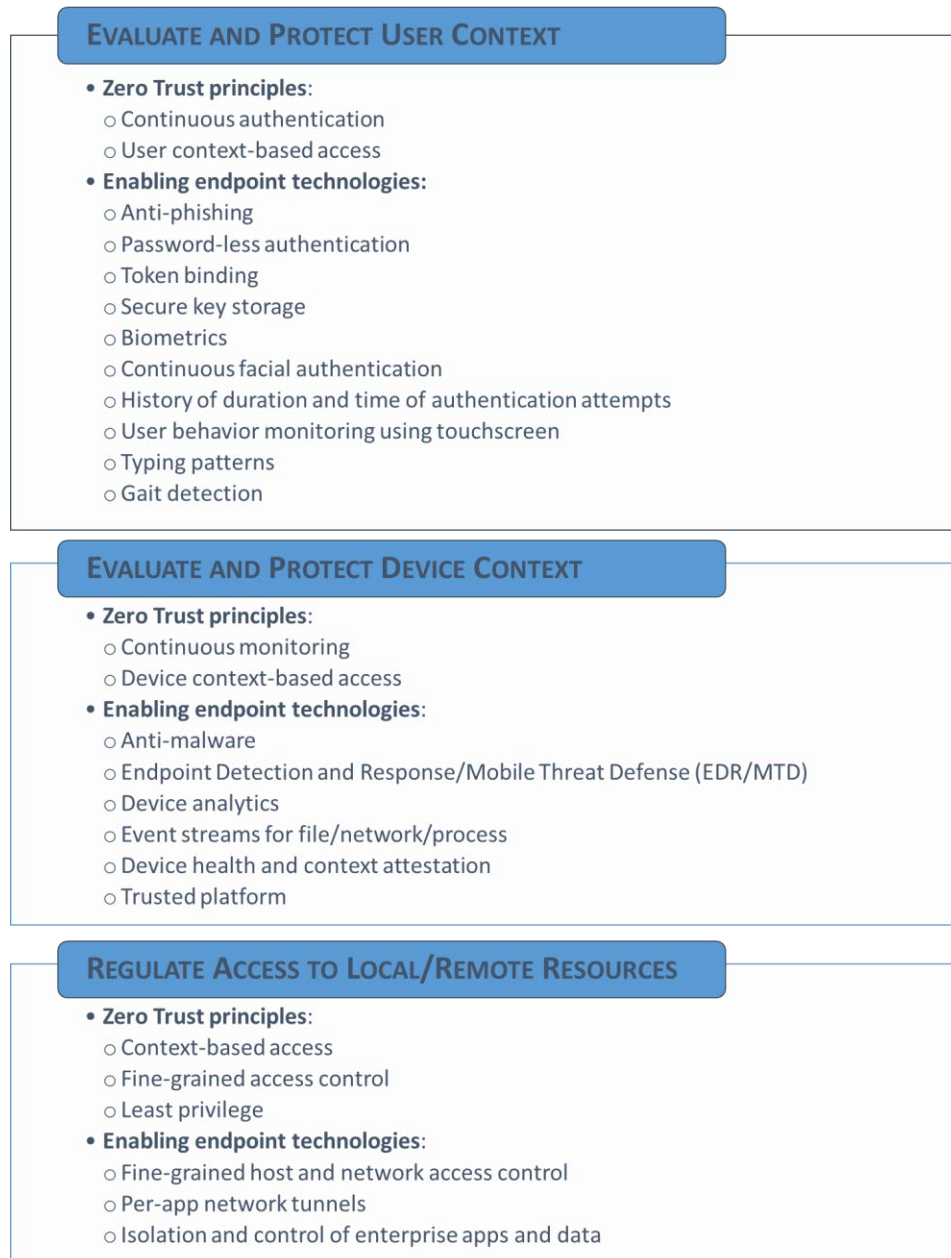 EVALUATE AND PROTECT USER CONTEXT
• Zero Trust principles:
○ Continuous authentication
○ User context-based access
• Enabling endpoint technologies:
○ Anti-phishing
○ Password-less authentication
○ Token binding
○ Secure key storage
○ Biometrics
○ Continuous facial authentication
○ History of duration and time of authentication attempts
○ User behavior monitoring using touchscreen
○ Typing patterns
○ Gait detection
EVALUATE AND PROTECT DEVICE CONTEXT
• Zero Trust principles:
○ Continuous monitoring
○ Device context-based access
• Enabling endpoint technologies:
○ Anti-malware
○ Endpoint Detection and Response/Mobile Threat Defense (EDR/MTD)
○ Device analytics
○ Event streams for file/network/process
○ Device health and context attestation
○ Trusted platform
REGULATE ACCESS TO LOCAL/REMOTE RESOURCES
• Zero Trust principles:
○ Context-based access
○ Fine-grained access control
○ Least privilege
• Enabling endpoint technologies:
○ Fine-grained host and network access control
○ Per-app network tunnels
○ Isolation and control of enterprise apps and data